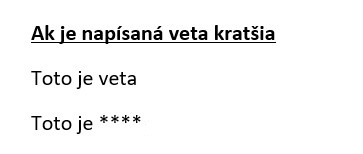 Ak je napísaná veta kratšia
Toto je veta
Toto je ****